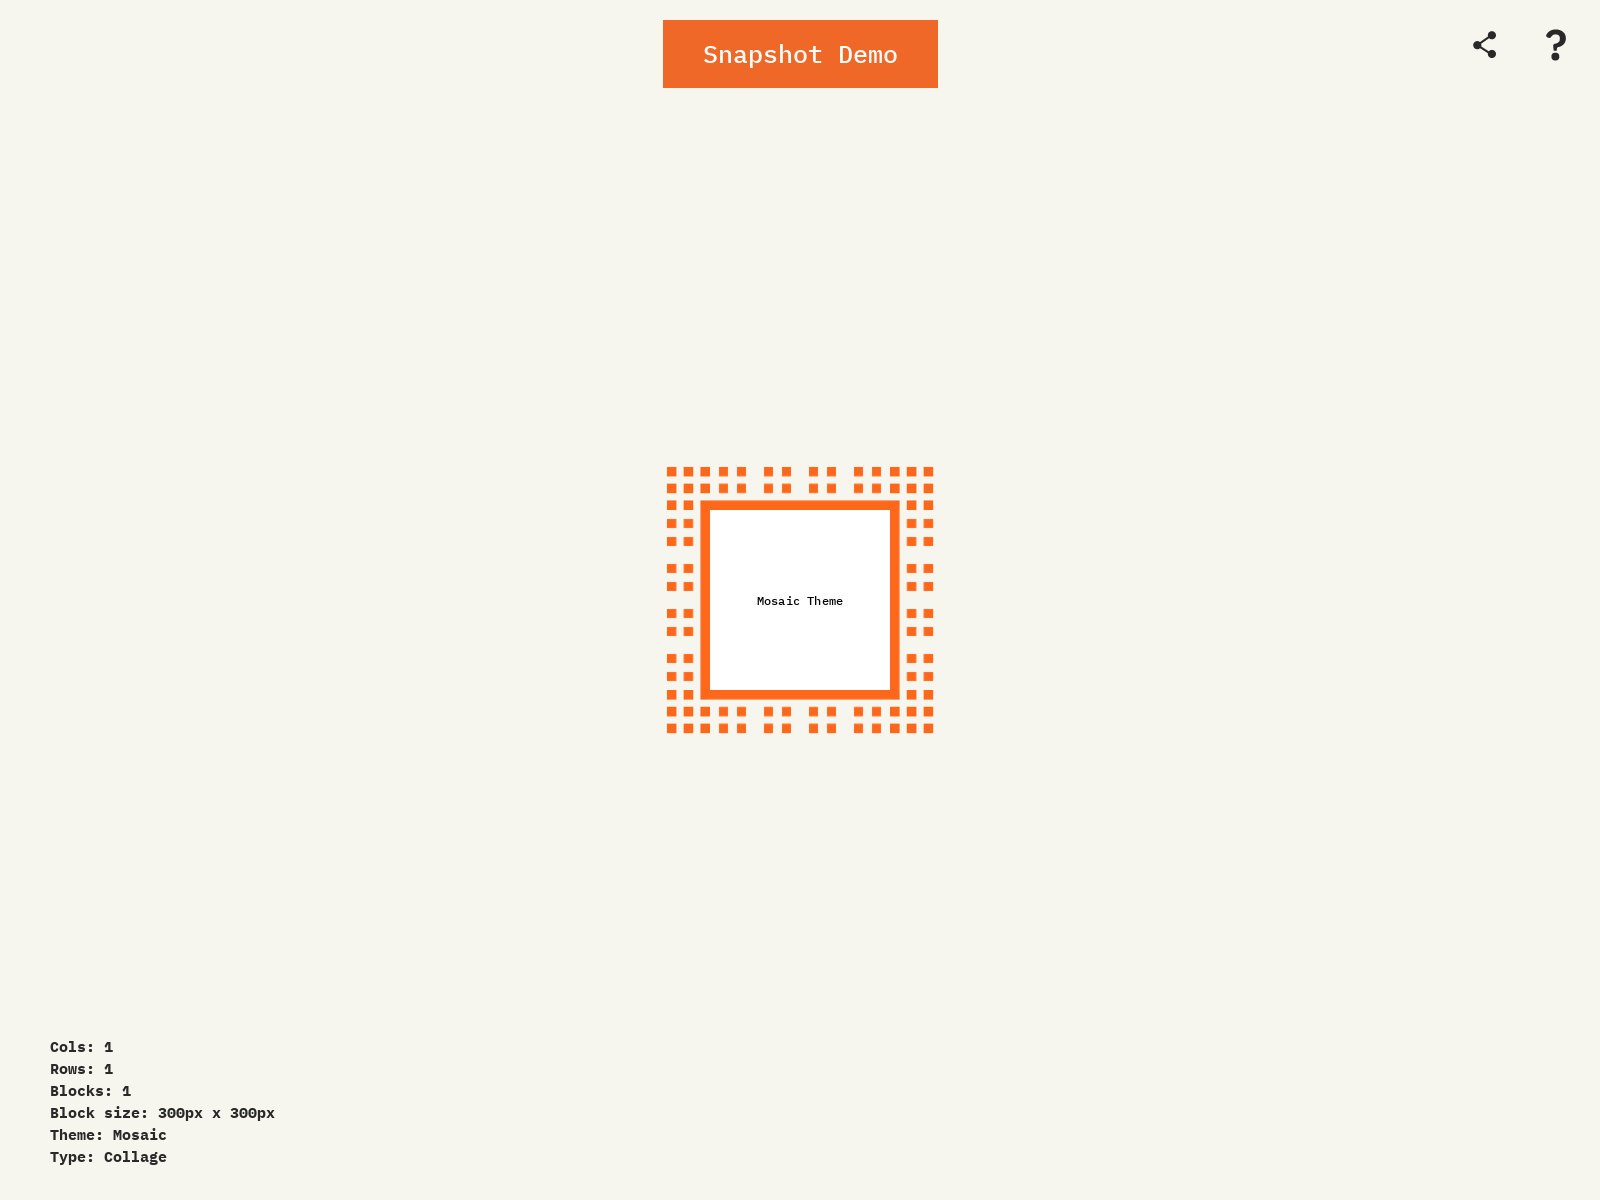 Snapshot Demo
?
Mosaic Theme
Cols: 1
Rows: 1
Blocks: 1
Block size: 300px x 300px
Theme: Mosaic
Type: Collage